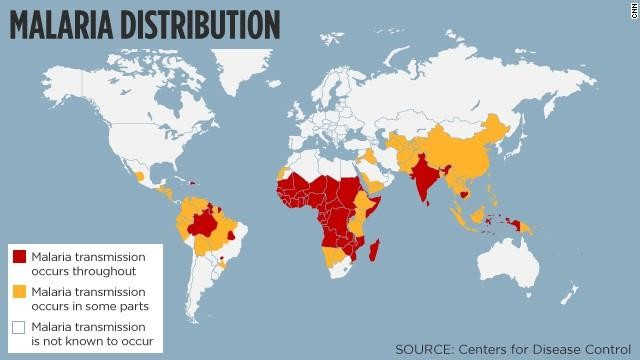 MALARIA DISTRIBUTION
CNN
Malaria transmission
occurs throughout
Malaria transmission
occurs in some parts
Malaria transmission
is not known to occur
SOURCE: Centers for Disease Control